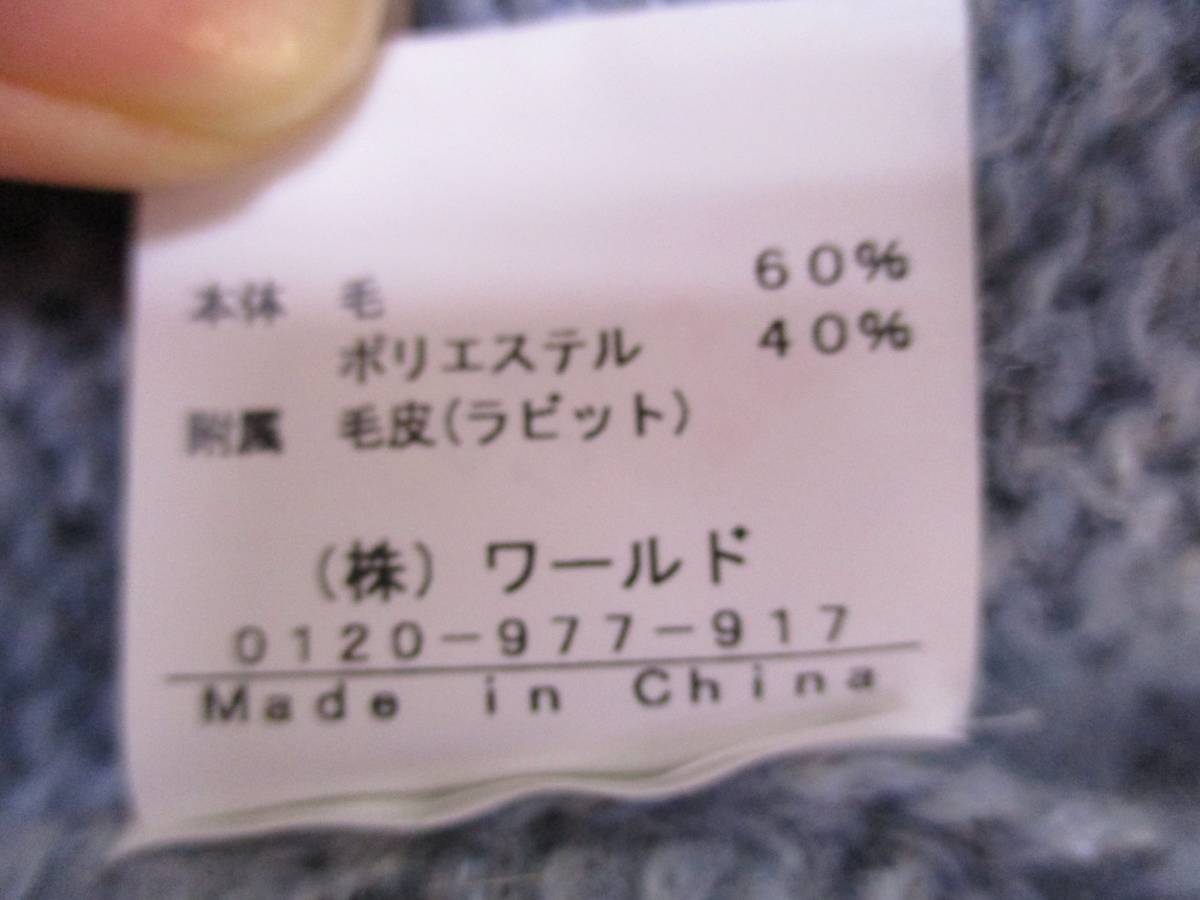 本体 毛 60%
ポリエステル 40%
附属 毛皮(ラビット)
(株) ワールド
0120-977-917
Made in China